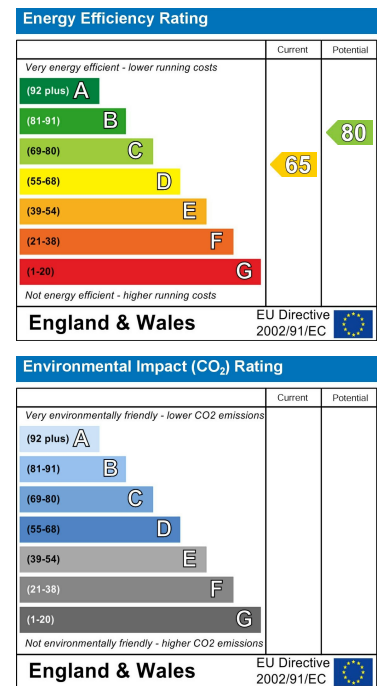 Energy Efficiency Rating
Current Potential
Very energy efficient - lower running costs
(92 plus) A
(81-91) B
(69-80) C
(55-68) D
(39-54) E
(21-38) F
(1-20) G
65
80
Not energy efficient - higher running costs
England & Wales
EU Directive
2002/91/EC
Environmental Impact (CO₂) Rating
Current Potential
Very environmentally friendly - lower CO2 emissions
(92 plus) A
(81-91) B
(69-80) C
(55-68) D
(39-54) E
(21-38) F
(1-20) G
Not environmentally friendly - higher CO2 emissions
England & Wales
EU Directive
2002/91/EC